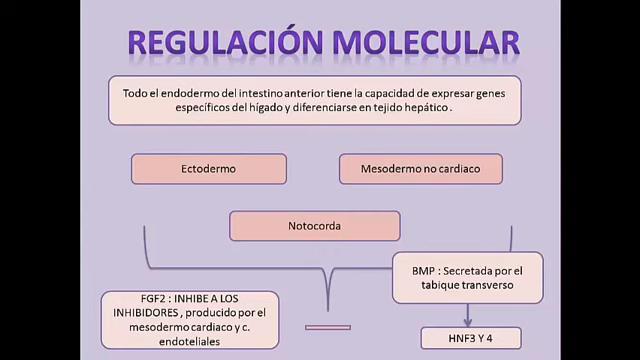 REGULACIÓN MOLECULAR
Todo el endodermo del intestino anterior tiene la capacidad de expresar genes
específicos del hígado y diferenciarse en tejido hepático .
Ectodermo
Mesodermo no cardiaco
Notocorda
BMP : Secretada por el
tabique transverso
FGF2 : INHIBE A LOS
INHIBIDORES , producido por el
mesodermo cardiaco y c.
endoteliales
HNF3 Y 4